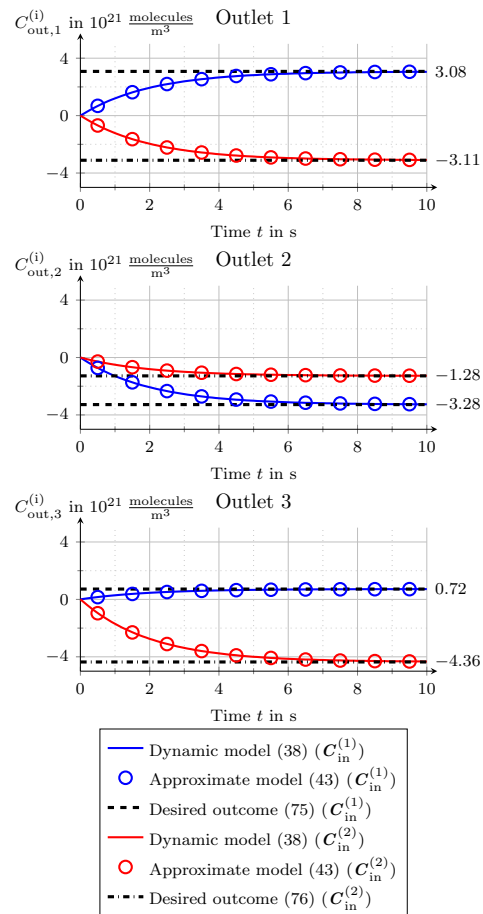 C_{out,1}^{(i)} in 10^{21} molecules/m^3 Outlet 1
4
0
−4
3.08
−3.11
0 2 4 6 8 10
Time t in s
C_{out,2}^{(i)} in 10^{21} molecules/m^3 Outlet 2
4
0
−4
−1.28
−3.28
0 2 4 6 8 10
Time t in s
C_{out,3}^{(i)} in 10^{21} molecules/m^3 Outlet 3
4
0
−4
0.72
−4.36
0 2 4 6 8 10
Time t in s
Dynamic model (38) (C_{in}^{(1)})
Approximate model (43) (C_{in}^{(1)})
Desired outcome (75) (C_{in}^{(1)})
Dynamic model (38) (C_{in}^{(2)})
Approximate model (43) (C_{in}^{(2)})
Desired outcome (76) (C_{in}^{(2)})